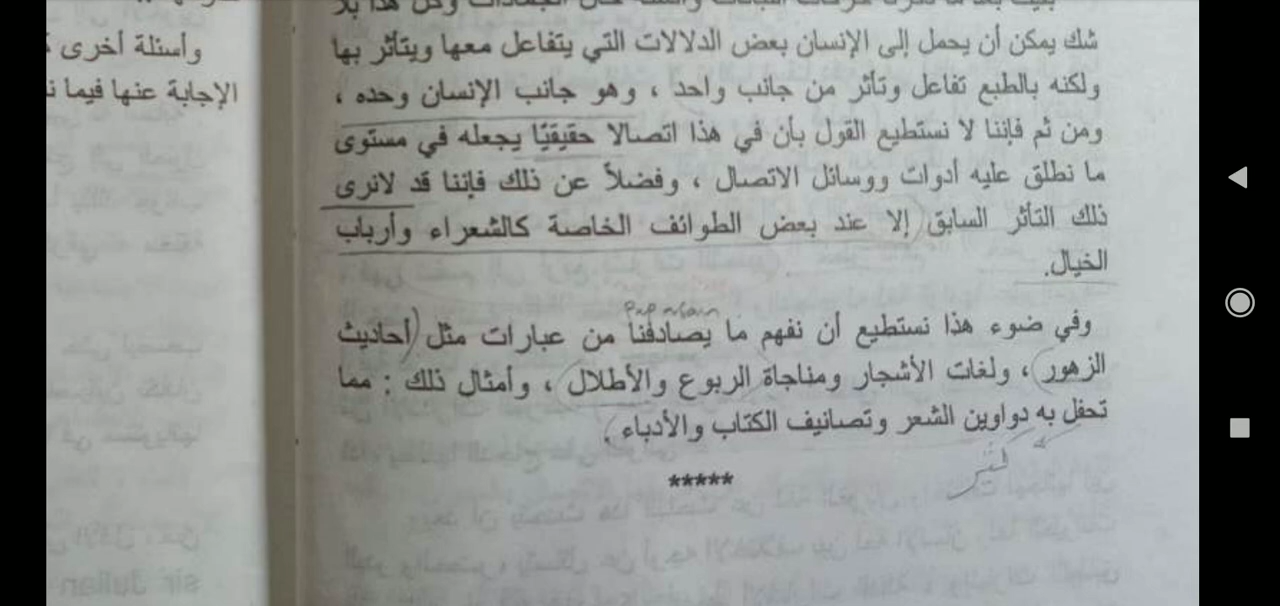 شك يمكن أن يحمل إلى الإنسان بعض الدلالات التي يتفاعل معها ويتأثر بها
ولكنه بالطبع تفاعل وتأثر من جانب واحد ، وهو جانب الإنسان وحده ،
ومن ثم فإننا لا نستطيع القول بأن في هذا اتصالا حقيقيًا يجعله في مستوى
ما نطلق عليه أدوات ووسائل الاتصال ، وفضلاً عن ذلك فإننا قد لانرى
ذلك التأثر السابق إلا عند بعض الطوائف الخاصة كالشعراء وأرباب
الخيال.
وفي ضوء هذا نستطيع أن نفهم ما يصادفنا من عبارات مثل (أحاديث
الزهور) ، ولغات الأشجار ومناجاة الربوع والأطلال ، وأمثال ذلك : مما
تحفل به دواوين الشعر وتصانيف الكتاب والأدباء .
*****
وأسئلة أخرى
الإجابة عنها فيما